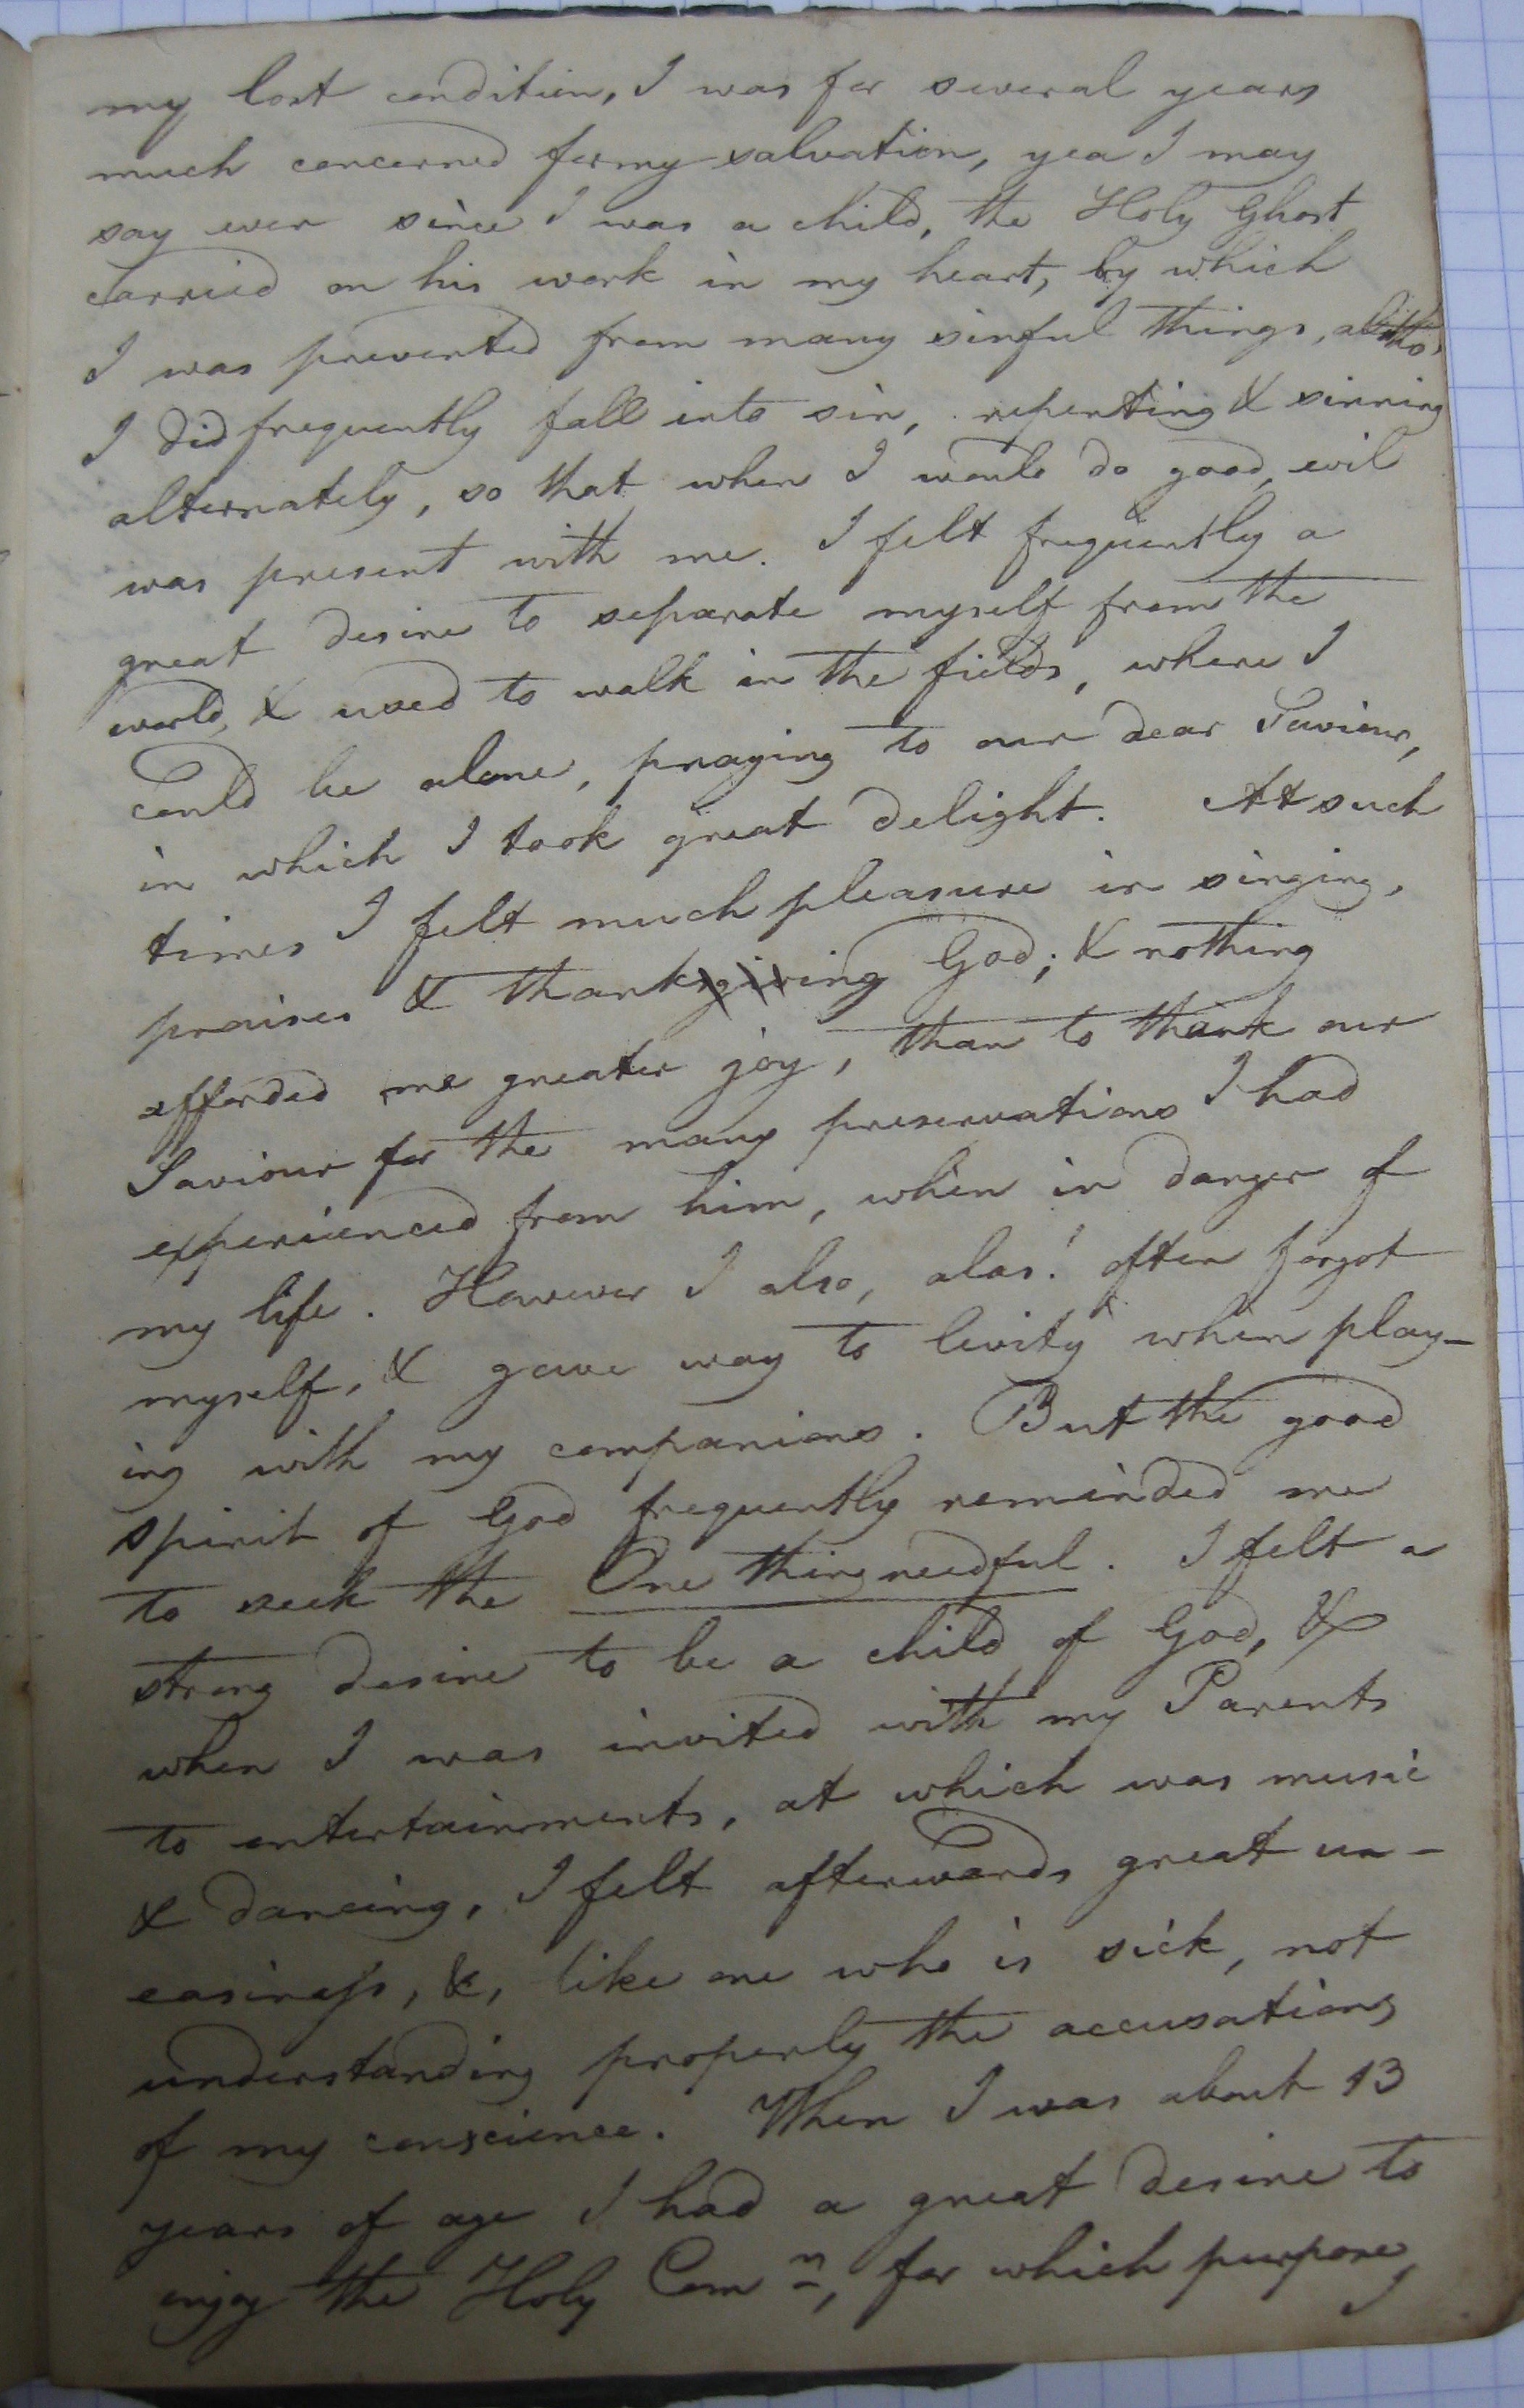 my lost condition, I was for several years
much concerned for my salvation, yea I may
say ever since I was a child, the Holy Ghost
carried on his work in my heart, by which
I was prevented from many sinful things, altho'
I did frequently fall into sin, repenting & sinning
alternately, so that when I would do good, evil
was present with me. I felt frequently a
great desire to separate myself from the
world, & used to walk in the fields, where I
could be alone, praying to our dear Saviour,
in which I took great delight. At such
times I felt much pleasure in singing,
praises & thanksgiving God; & nothing
afforded me greater joy, than to thank our
Saviour for the many preservations I had
experienced from him, when in danger of
my life. However I also, alas! often forgot
myself, & gave way to levity when play-
ing with my companions. But the good
spirit of God frequently reminded me
to seek the One thing needful. I felt a
strong desire to be a child of God, &
when I was invited with my Parents
to entertainments, at which was music
& dancing, I felt afterwards great un-
easiness, &, like one who is sick, not
understanding properly the accusations
of my conscience. When I was about 13
years of age I had a great desire to
enjoy the Holy Comn, for which purpose
I